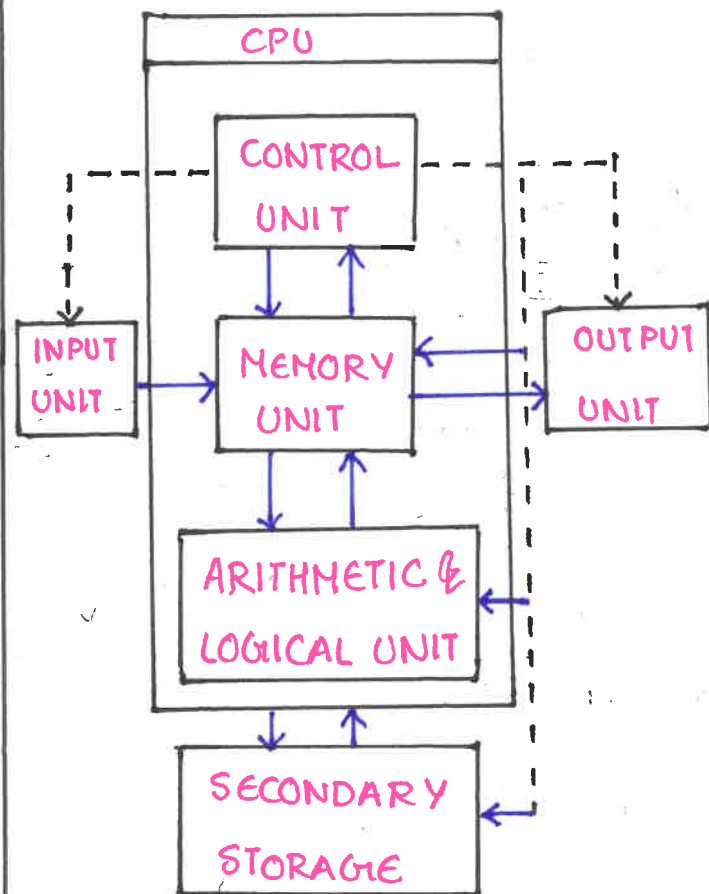 CPU
CONTROL
UNIT
INPUT
UNIT
MEMORY
UNIT
OUTPUT
UNIT
ARITHMETIC &
LOGICAL UNIT
SECONDARY
STORAGE